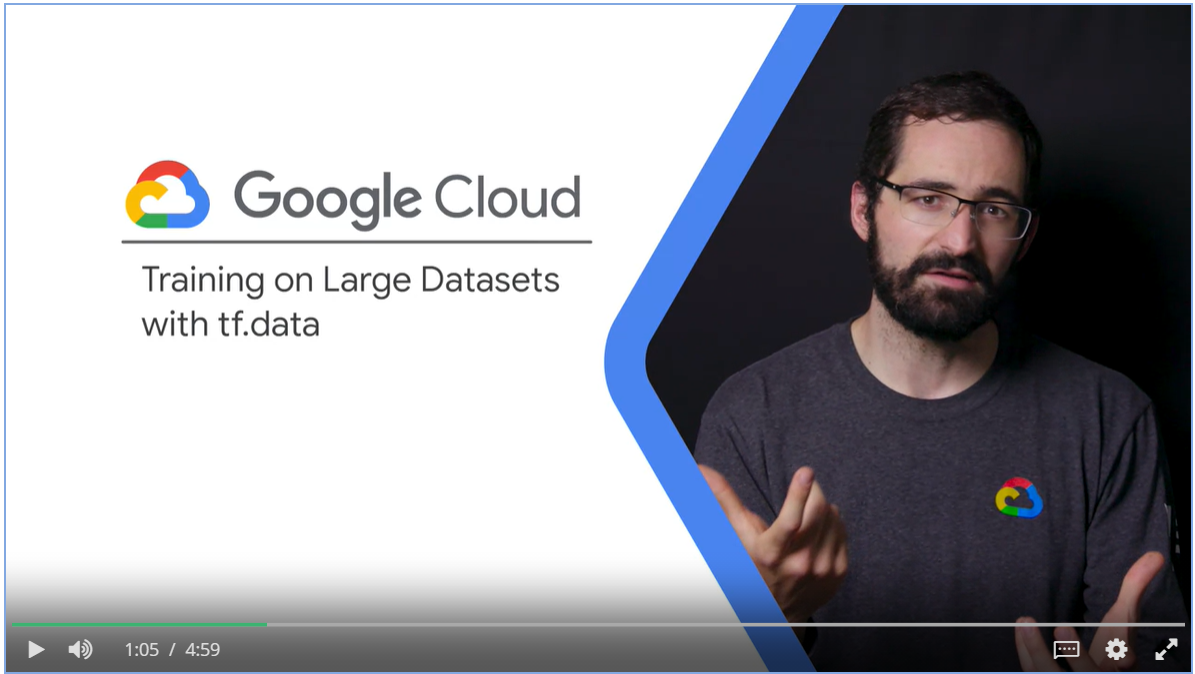 Google Cloud
Training on Large Datasets
with tf.data
1:05 / 4:59